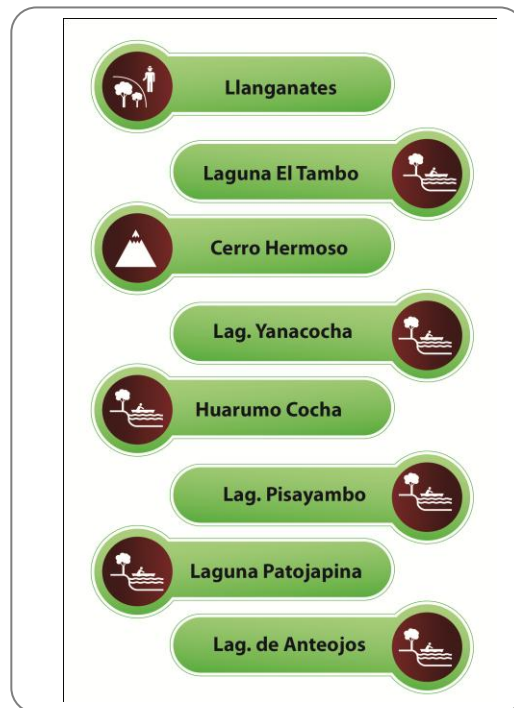 Llanganates
Laguna El Tambo
Cerro Hermoso
Lag. Yanacocha
Huarumo Cocha
Lag. Pisayambo
Laguna Patojapina
Lag. de Anteojos